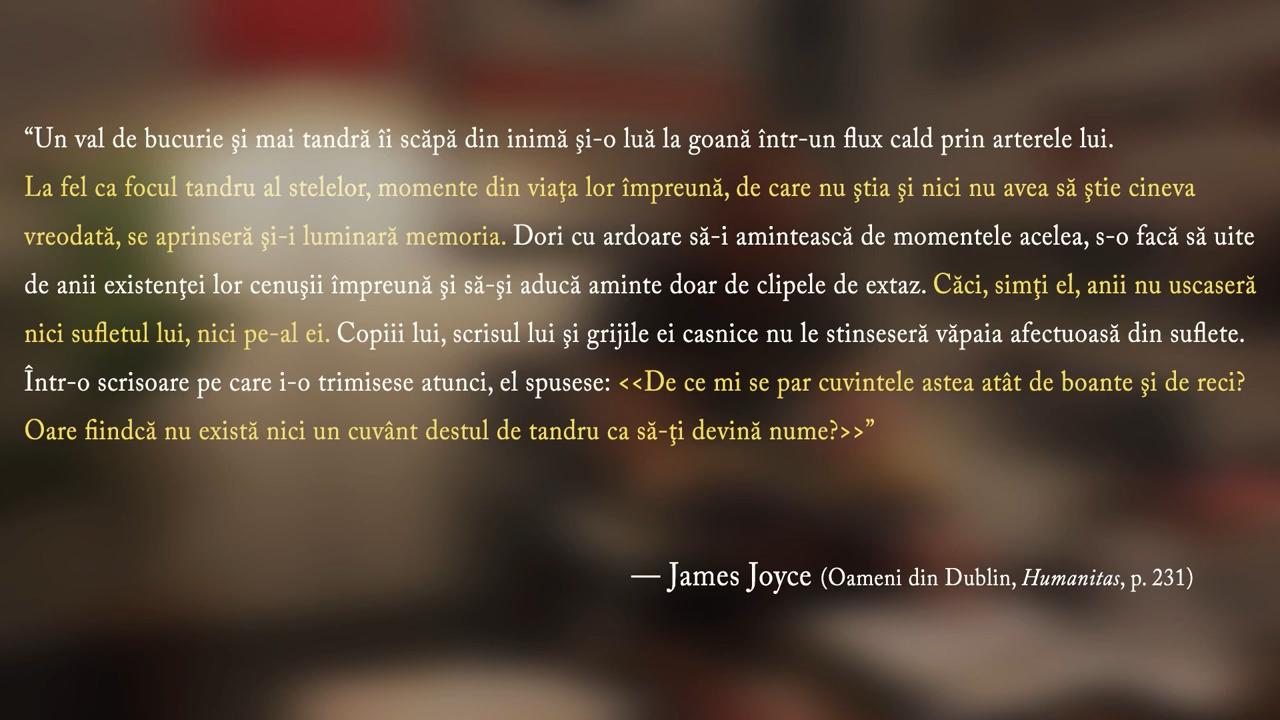 “Un val de bucurie şi mai tandră îi scăpă din inimă şi-o luă la goană într-un flux cald prin arterele lui.
La fel ca focul tandru al stelelor, momente din viaţa lor împreună, de care nu ştia şi nici nu avea să ştie cineva
vreodată, se aprinseră şi-i luminară memoria. Dori cu ardoare să-i amintească de momentele acelea, s-o facă să uite
de anii existenţei lor cenuşii împreună şi să-şi aducă aminte doar de clipele de extaz. Căci, simţi el, anii nu uscaseră
nici sufletul lui, nici pe-al ei. Copiii lui, scrisul lui şi grijile ei casnice nu le stinseseră văpaia afectuoasă din suflete.
Într-o scrisoare pe care i-o trimisese atunci, el spusese: <<De ce mi se par cuvintele astea atât de boante şi de reci?
Oare fiindcă nu există nici un cuvânt destul de tandru ca să-ţi devină nume?>>”
— James Joyce (Oameni din Dublin, Humanitas, p. 231)